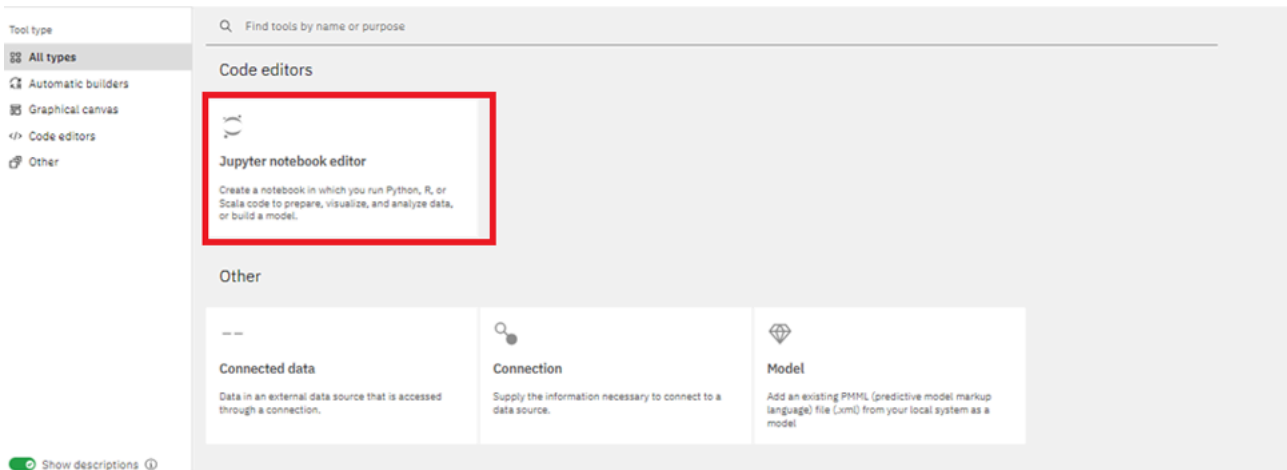 Tool type
All types
Automatic builders
Graphical canvas
</> Code editors
Other
Show descriptions
Find tools by name or purpose
Code editors
Jupyter notebook editor
Create a notebook in which you run Python, R, or
Scala code to prepare, visualize, and analyze data,
or build a model.
Other
Connected data
Data in an external data source that is accessed
through a connection.
Connection
Supply the information necessary to connect to a
data source.
Model
Add an existing PMML (predictive model markup
language) file (.xml) from your local system as a
model